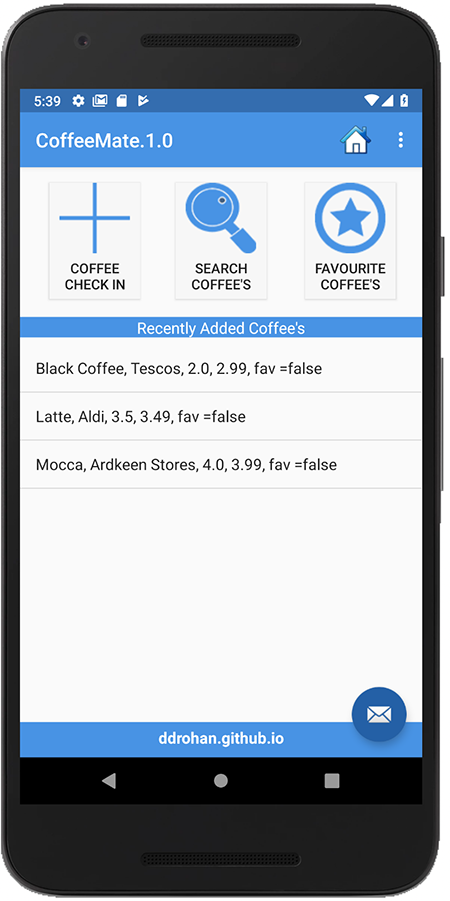 5:39
CoffeeMate.1.0
COFFEE
CHECK IN
SEARCH
COFFEE'S
FAVOURITE
COFFEE'S
Recently Added Coffee's
Black Coffee, Tescos, 2.0, 2.99, fav =false
Latte, Aldi, 3.5, 3.49, fav =false
Mocca, Ardkeen Stores, 4.0, 3.99, fav =false
ddrohan.github.io